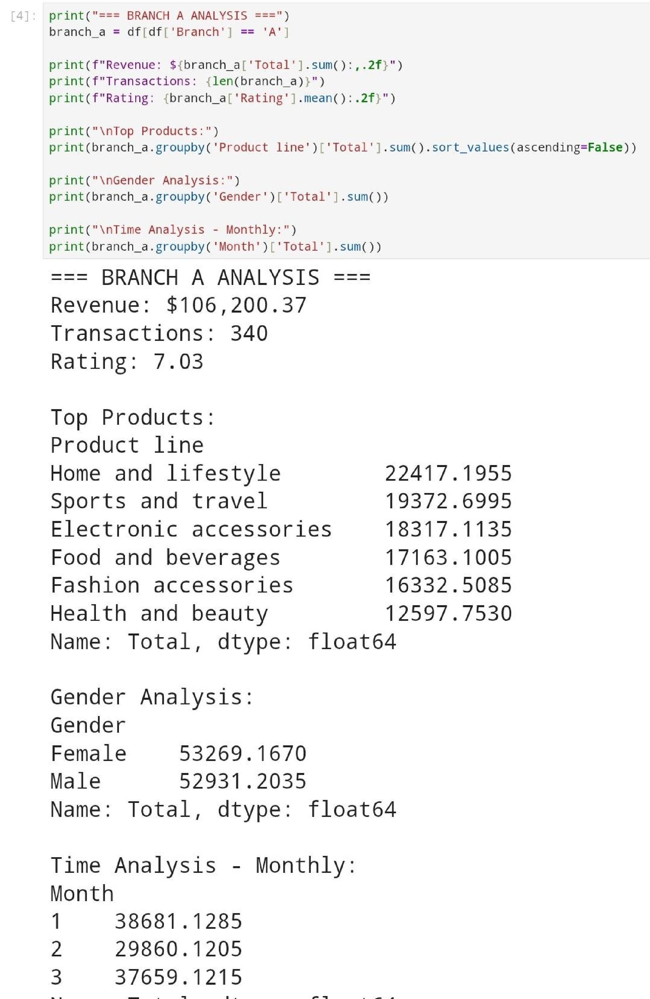 [4]:
print("=== BRANCH A ANALYSIS ===")
branch_a = df[df['Branch'] == 'A']
print(f"Revenue: ${branch_a['Total'].sum():,.2f}")
print(f"Transactions: {len(branch_a)}")
print(f"Rating: {branch_a['Rating'].mean():.2f}")
print("\nTop Products:")
print(branch_a.groupby('Product line')['Total'].sum().sort_values(ascending=False))
print("\nGender Analysis:")
print(branch_a.groupby('Gender')['Total'].sum())
print("\nTime Analysis - Monthly:")
print(branch_a.groupby('Month')['Total'].sum())
=== BRANCH A ANALYSIS ===
Revenue: $106,200.37
Transactions: 340
Rating: 7.03
Top Products:
Product line
Home and lifestyle 22417.1955
Sports and travel 19372.6995
Electronic accessories 18317.1135
Food and beverages 17163.1005
Fashion accessories 16332.5085
Health and beauty 12597.7530
Name: Total, dtype: float64
Gender Analysis:
Gender
Female 53269.1670
Male 52931.2035
Name: Total, dtype: float64
Time Analysis - Monthly:
Month
1 38681.1285
2 29860.1205
3 37659.1215